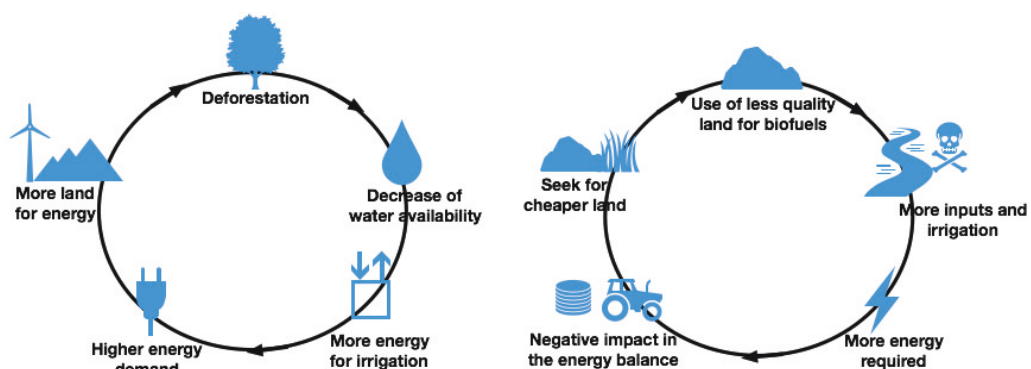 Deforestation
Decrease of
water availability
More energy
for irrigation
Higher energy
demand
More land
for energy
Use of less quality
land for biofuels
More inputs and
irrigation
More energy
required
Negative impact in
the energy balance
Seek for
cheaper land